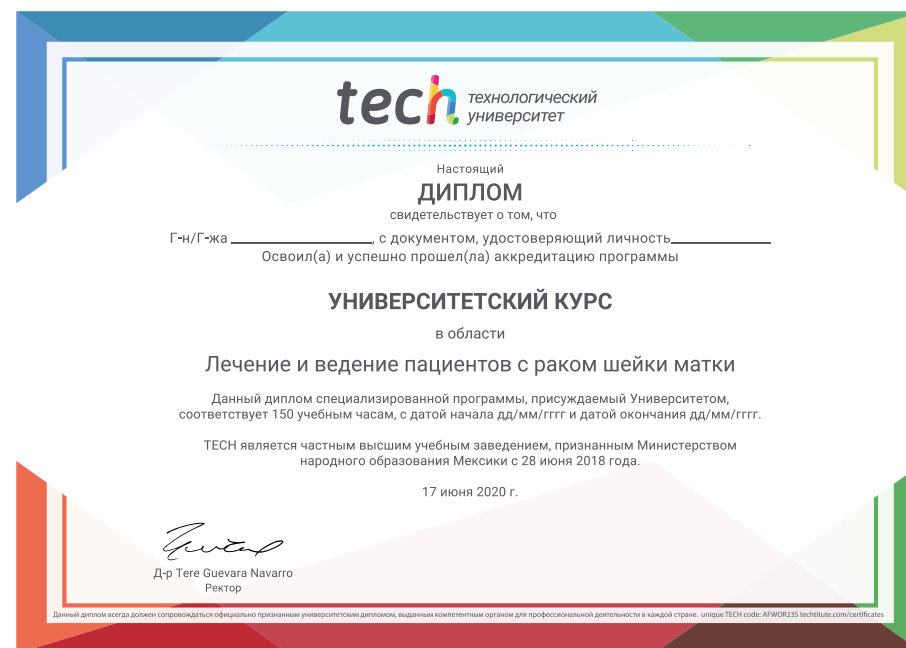 tech технологический
университет
Настоящий
ДИПЛОМ
свидетельствует о том, что
Г-н/Г-жа ____________, с документом, удостоверяющий личность____________
Освоил(а) и успешно прошел(ла) аккредитацию программы
УНИВЕРСИТЕТСКИЙ КУРС
в области
Лечение и ведение пациентов с раком шейки матки
Данный диплом специализированной программы, присуждаемый Университетом,
соответствует 150 учебным часам, с датой начала дд/мм/гггг и датой окончания дд/мм/гггг.
TECH является частным высшим учебным заведением, признанным Министерством
народного образования Мексики с 28 июня 2018 года.
17 июня 2020 г.
Д-р Tere Guevara Navarro
Ректор
Данный диплом всегда должен сопровождаться официально признанным университетским дипломом, выданным компетентным органом для профессиональной деятельности в каждой стране. unique TECH code: AFWOR23S techtitute.com/certificates